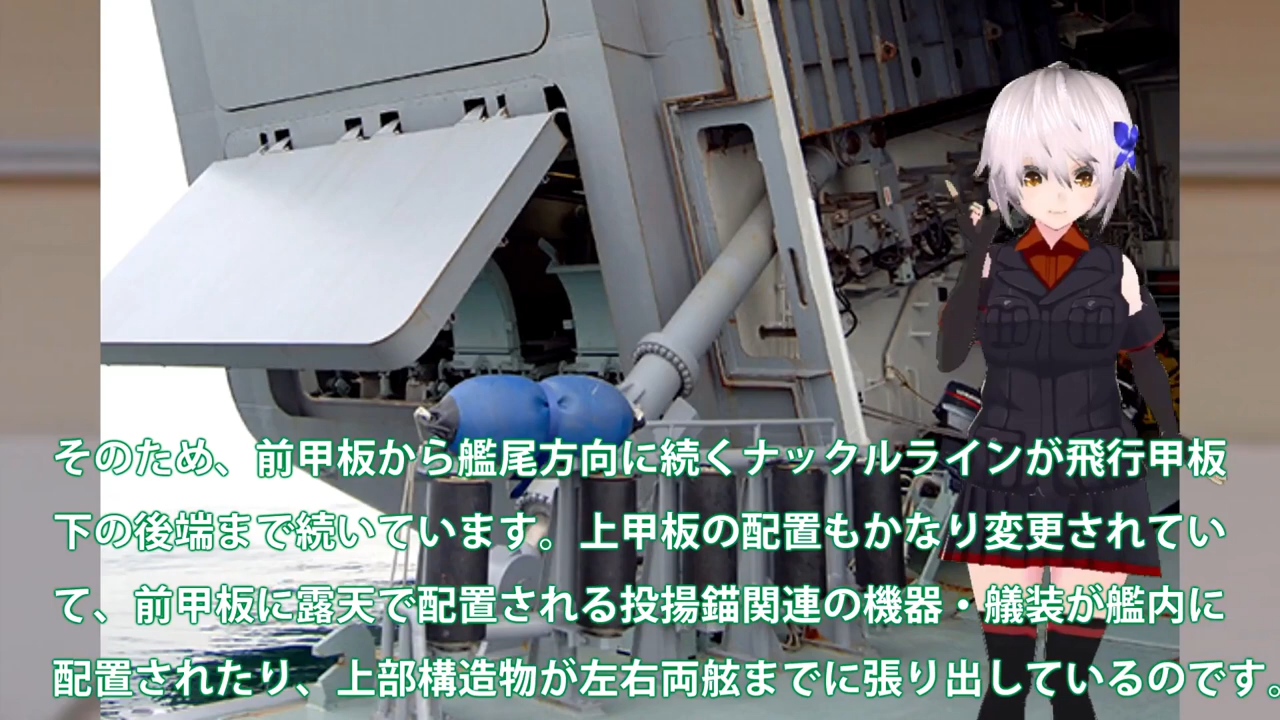 そのため、前甲板から艦尾方向に続くナックルラインが飛行甲板
下の後端まで続いています。上甲板の配置もかなり変更されてい
て、前甲板に露天で配置される投揚錨関連の機器・艤装が艦内に
配置されたり、上部構造物が左右両舷までに張り出しているのです。